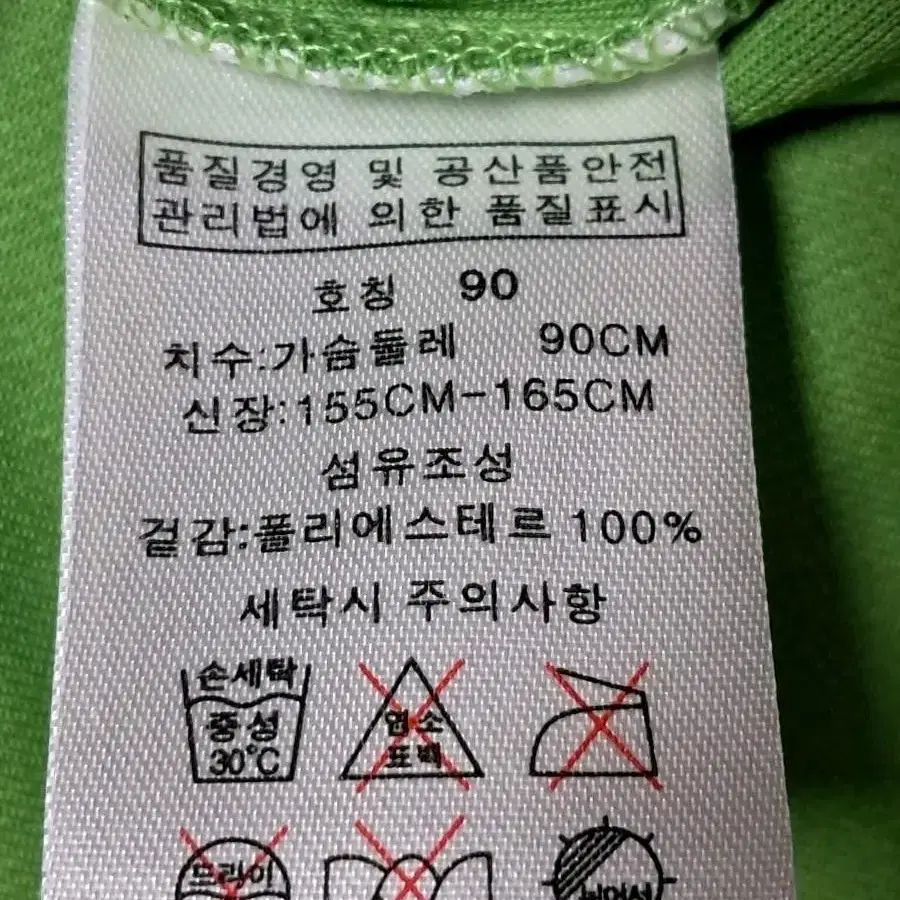 품질경영 및 공산품안전
관리법에 의한 품질표시
호칭 90
치수:가슴둘레 90CM
신장:155CM-165CM
섬유조성
겉감:폴리에스테르 100%
세탁시 주의사항
손세탁
중성
30℃
염소
표백
드라이